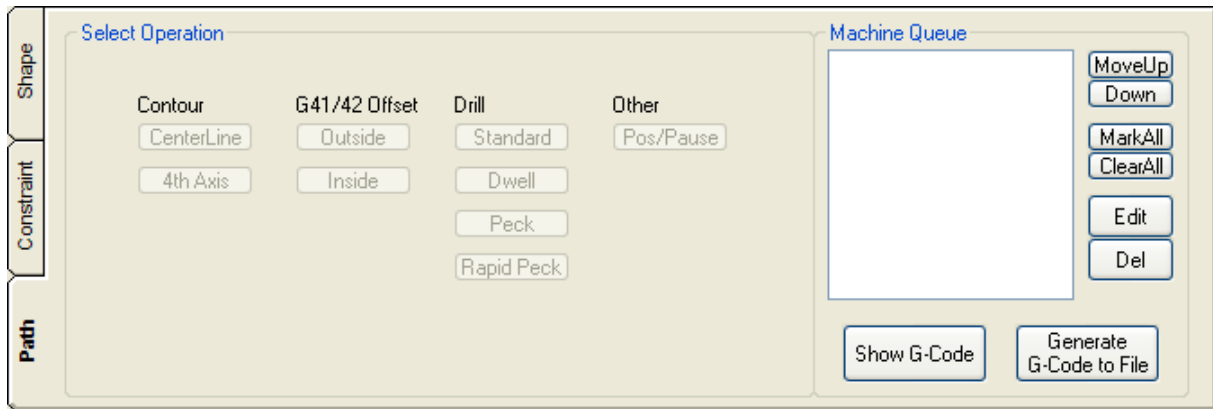 Shape
Constraint
Path
Select Operation
Contour
CenterLine
4th Axis
G41/42 Offset
Outside
Inside
Drill
Standard
Dwell
Peck
Rapid Peck
Other
Pos/Pause
Machine Queue
MoveUp
Down
MarkAll
ClearAll
Edit
Del
Show G-Code
Generate
G-Code to File